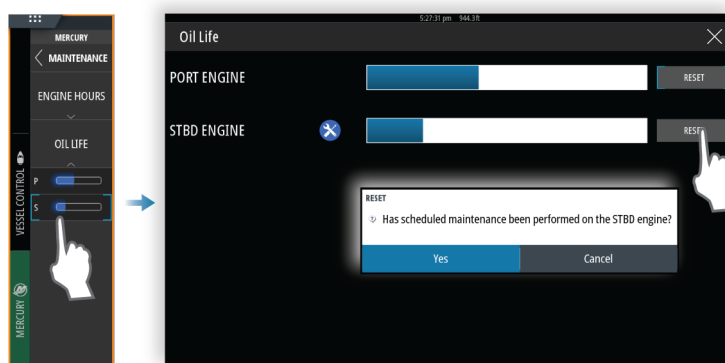 MERCURY
MAINTENANCE
ENGINE HOURS
OIL LIFE
P
S
VESSEL CONTROL
MERCURY
5:27:31 pm 944.3ft
Oil Life
PORT ENGINE
RESET
STBD ENGINE
RESET
RESET
Has scheduled maintenance been performed on the STBD engine?
Yes Cancel